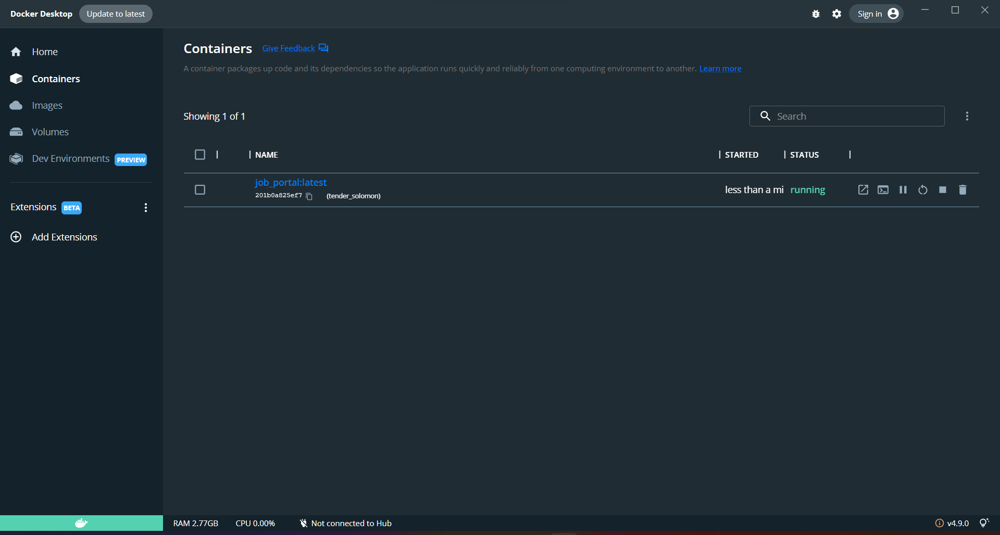 Docker Desktop Update to latest Sign in
Home
Containers
Images
Volumes
Dev Environments PREVIEW
Extensions BETA
Add Extensions
Containers Give Feedback
A container packages up code and its dependencies so the application runs quickly and reliably from one computing environment to another. Learn more
Showing 1 of 1 Search
NAME STARTED STATUS
job_portal:latest
201b0a825ef7 (tender_solomon)
less than a mi running
RAM 2.77GB CPU 0.00% Not connected to Hub v4.9.0